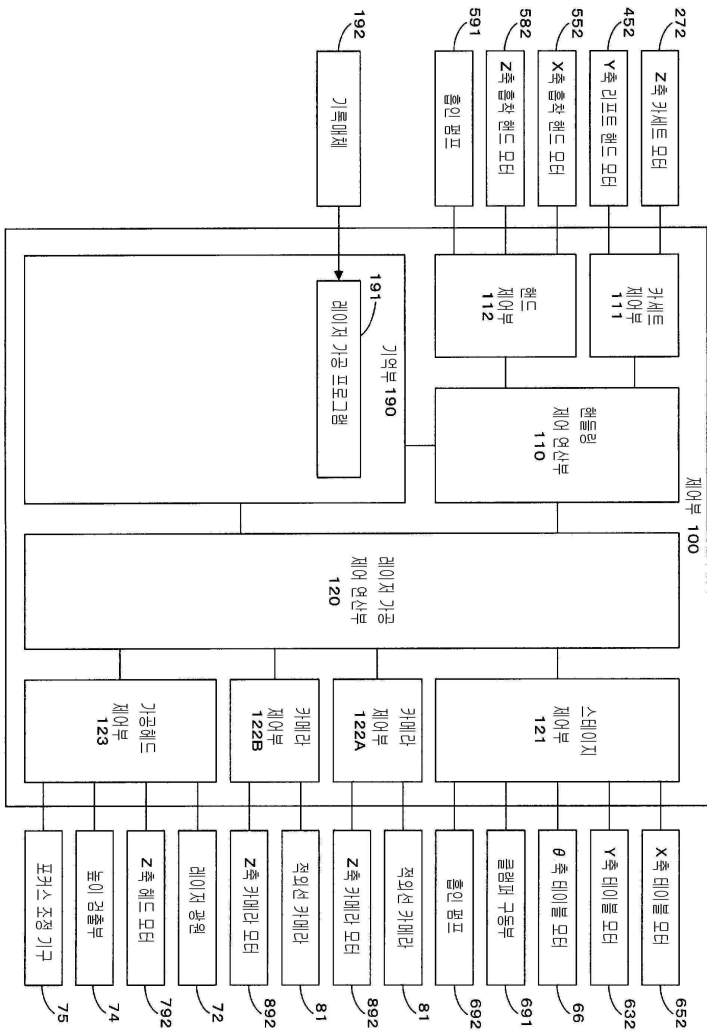 제어부 100
272
Z축 카세트 모터
452
Y축 리프트 핸드 모터
552
X축 흡착 핸드 모터
582
Z축 흡착 핸드 모터
591
흡인 펌프
192
기록매체
카세트
제어부
111
핸드
제어부
112
핸들링
제어 연산부
110
기억부 190
191
레이저 가공 프로그램
레이저 가공
제어 연산부
120
스테이지
제어부
121
카메라
제어부
122A
카메라
제어부
122B
가공헤드
제어부
123
X축 테이블 모터
652
Y축 테이블 모터
632
θ축 테이블 모터
66
클램퍼 구동부
691
흡인 펌프
692
적외선 카메라
81
Z축 카메라 모터
892
적외선 카메라
81
Z축 카메라 모터
892
레이저 광원
72
Z축 헤드 모터
792
높이 검출부
74
포커스 조정 기구
75